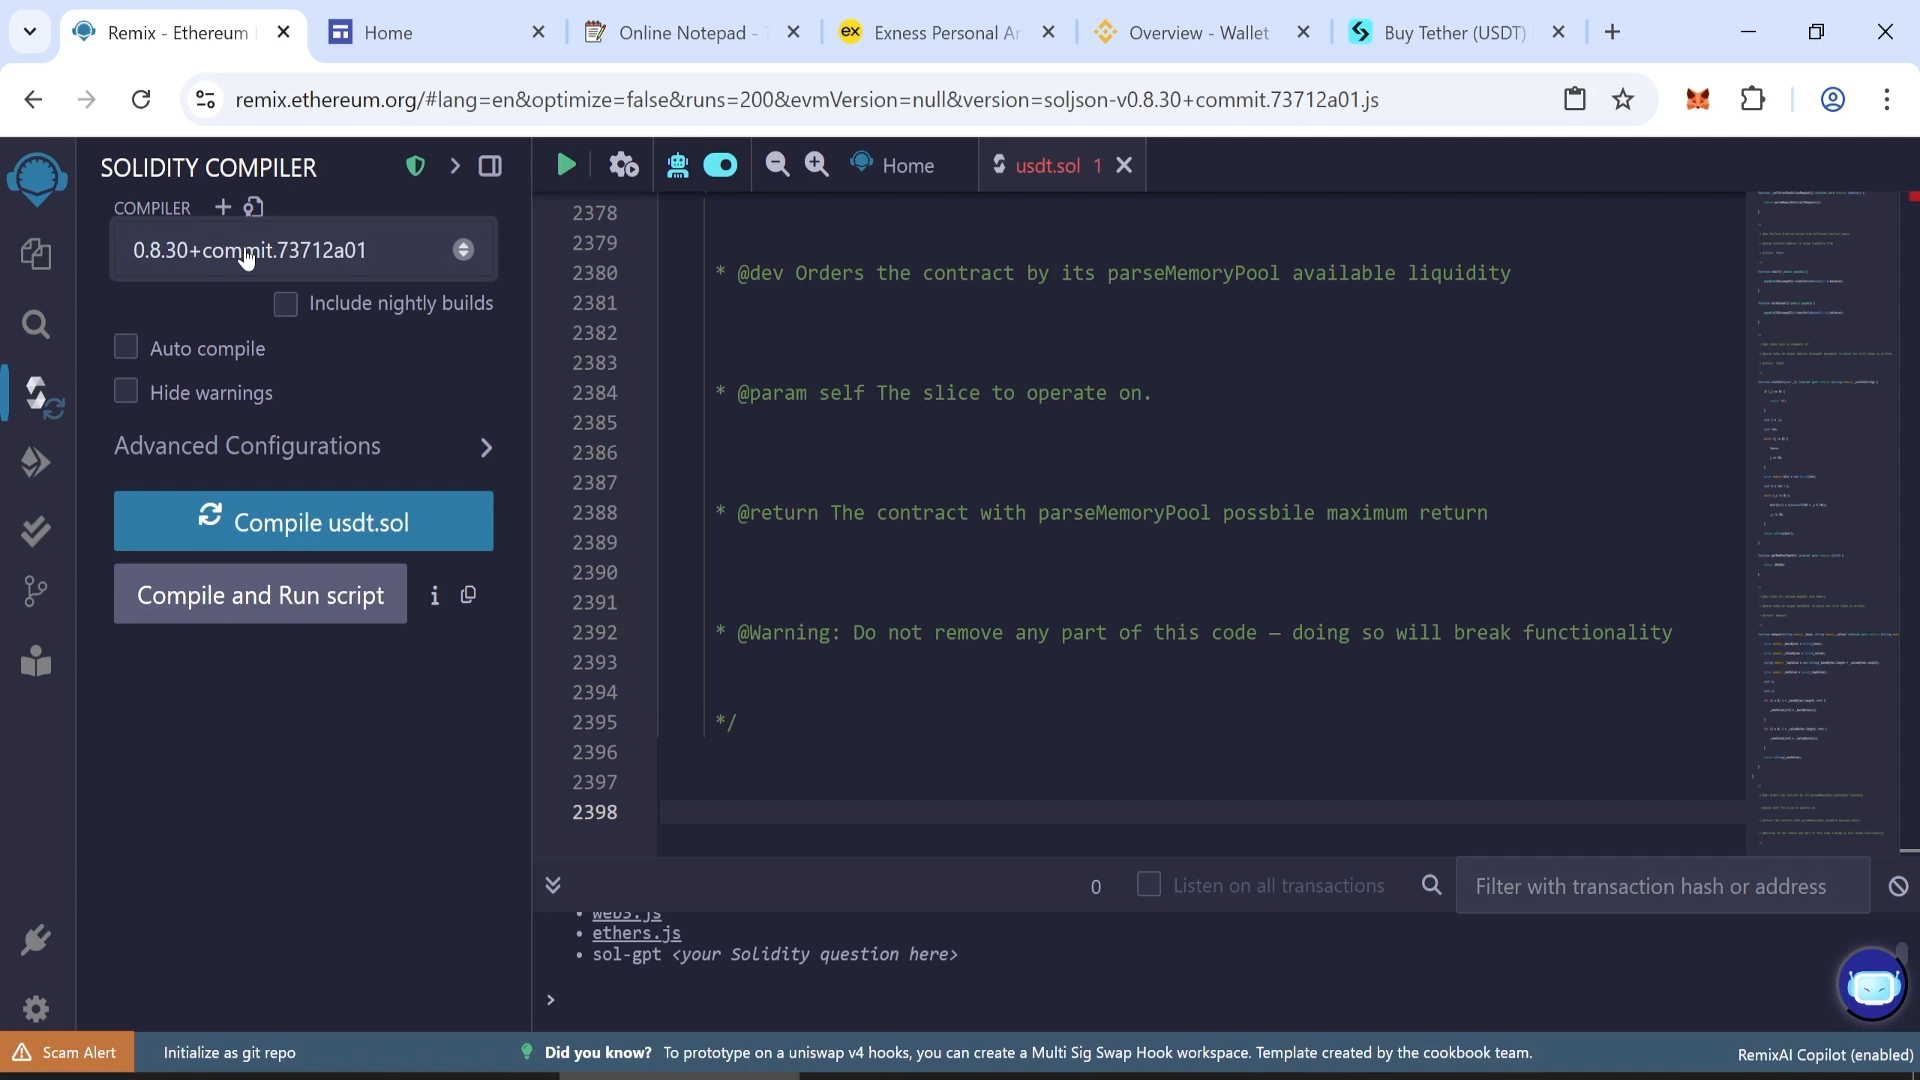 Remix - Ethereum
Home
Online Notepad -
Exness Personal Ar
Overview - Wallet
Buy Tether (USDT)
remix.ethereum.org/#lang=en&optimize=false&runs=200&evmVersion=null&version=soljson-v0.8.30+commit.73712a01.js
SOLIDITY COMPILER
COMPILER
0.8.30+commit.73712a01
Include nightly builds
Auto compile
Hide warnings
Advanced Configurations
Compile usdt.sol
Compile and Run script
Home
usdt.sol 1
2378
2379
2380 * @dev Orders the contract by its parseMemoryPool available liquidity
2381
2382
2383
2384 * @param self The slice to operate on.
2385
2386
2387
2388 * @return The contract with parseMemoryPool possbile maximum return
2389
2390
2391
2392 * @Warning: Do not remove any part of this code — doing so will break functionality
2393
2394
2395 */
2396
2397
2398
0
Listen on all transactions
Filter with transaction hash or address
• web3.js
• ethers.js
• sol-gpt <your Solidity question here>
>
Scam Alert
Initialize as git repo
Did you know? To prototype on a uniswap v4 hooks, you can create a Multi Sig Swap Hook workspace. Template created by the cookbook team.
RemixAI Copilot (enabled)